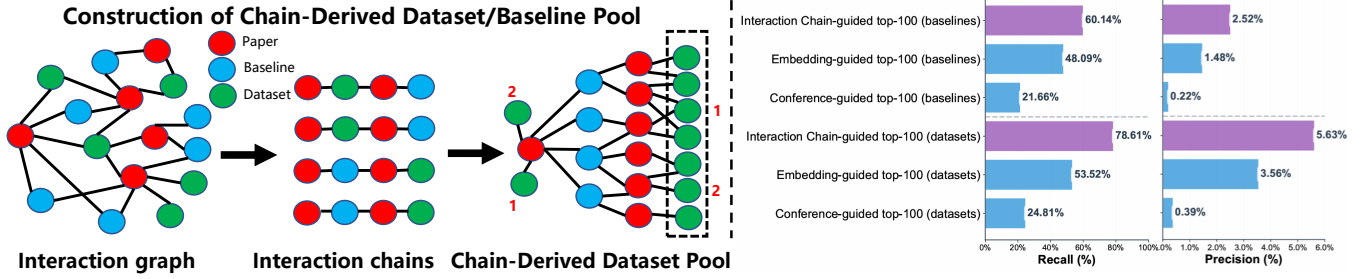 Construction of Chain-Derived Dataset/Baseline Pool
Paper
Baseline
Dataset
2
1
1
2
Interaction graph
Interaction chains
Chain-Derived Dataset Pool
Interaction Chain-guided top-100 (baselines)
60.14%
2.52%
Embedding-guided top-100 (baselines)
48.09%
1.48%
Conference-guided top-100 (baselines)
21.66%
0.22%
Interaction Chain-guided top-100 (datasets)
78.61%
5.63%
Embedding-guided top-100 (datasets)
53.52%
3.56%
Conference-guided top-100 (datasets)
24.81%
0.39%
0% 20% 40% 60% 80% 100%
0.0% 1.0% 2.0% 3.0% 4.0% 5.0% 6.0%
Recall (%)
Precision (%)